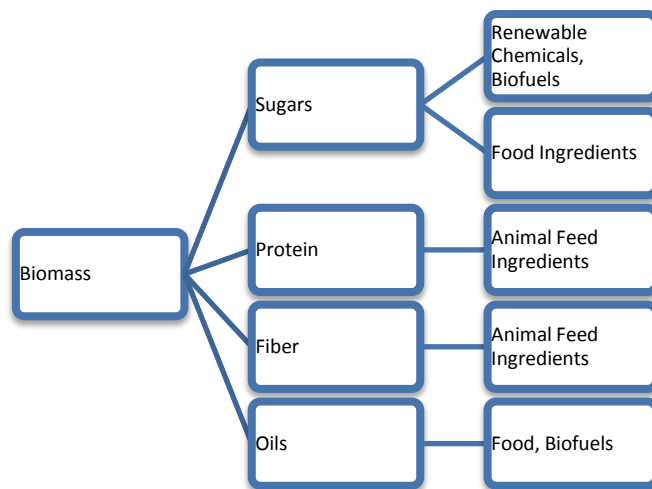 Biomass
Sugars
Renewable
Chemicals,
Biofuels
Food Ingredients
Protein
Animal Feed
Ingredients
Fiber
Animal Feed
Ingredients
Oils
Food, Biofuels